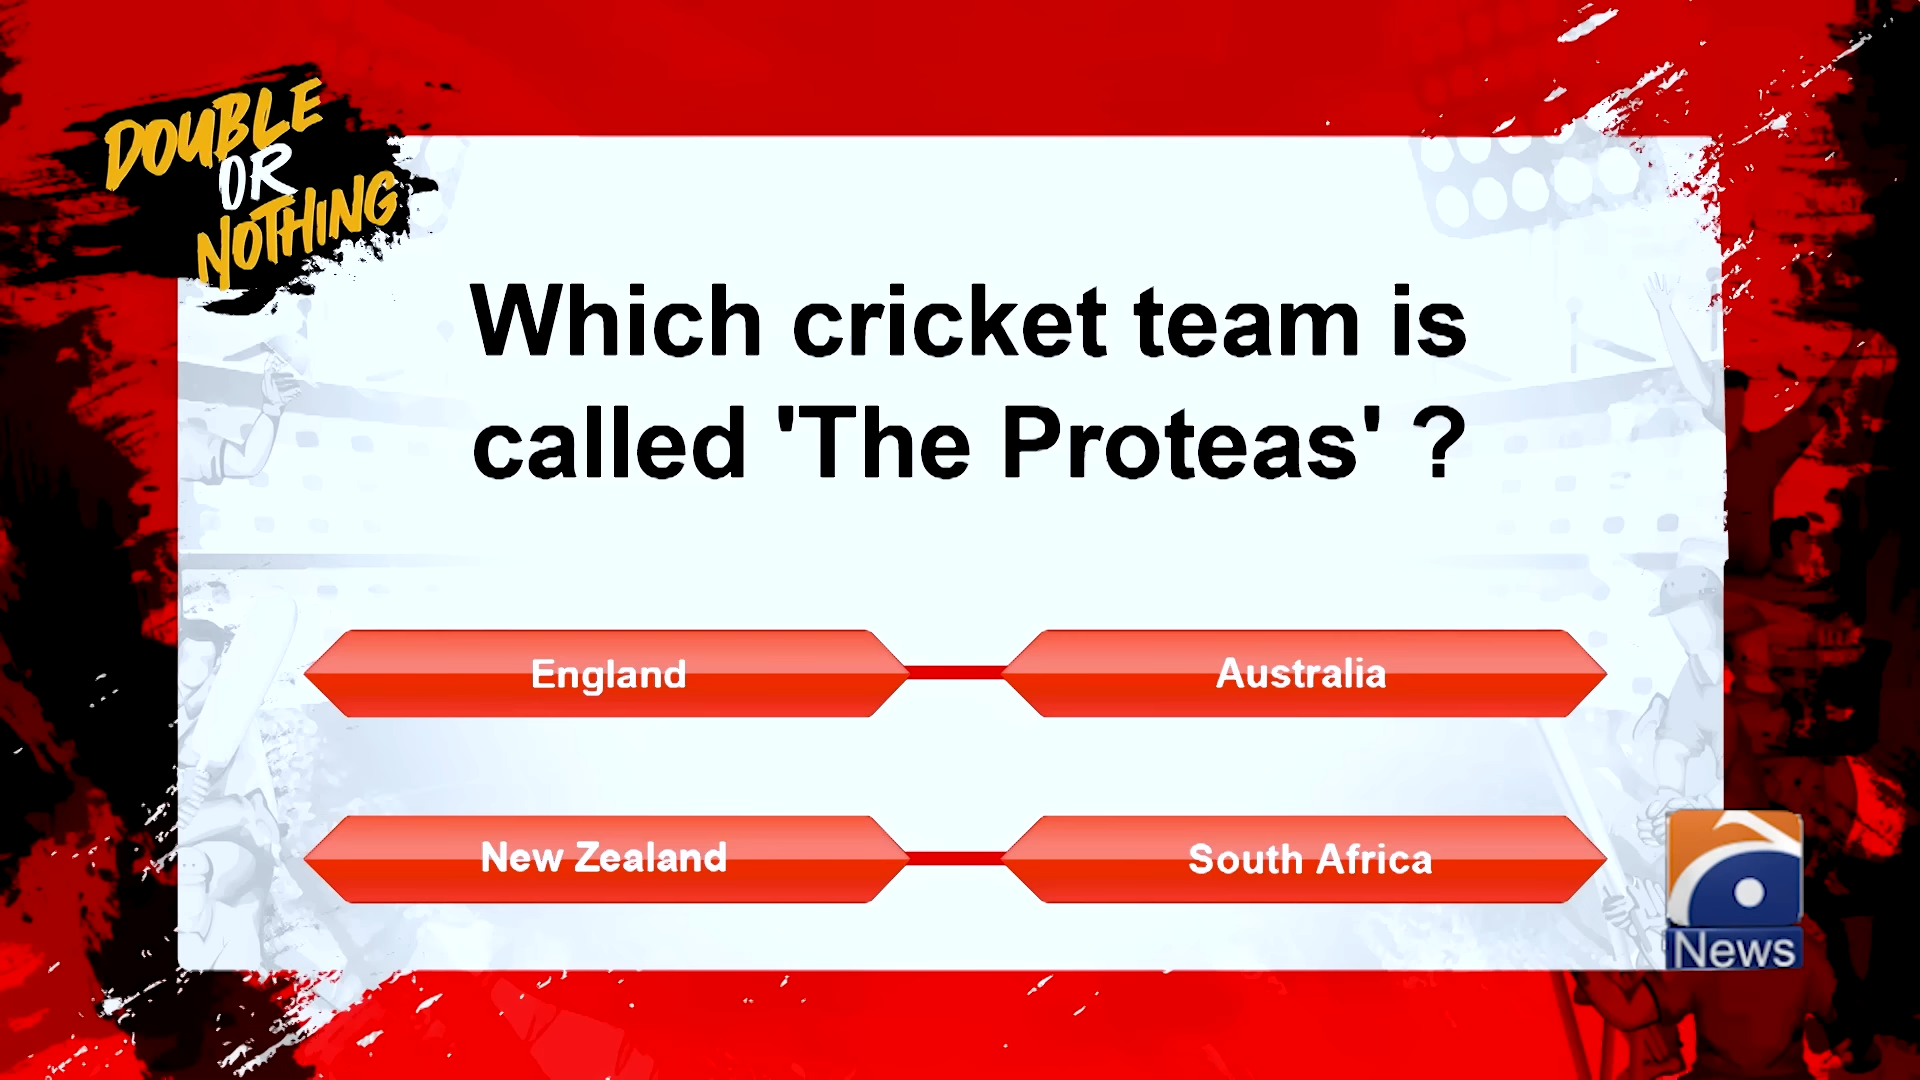 DOUBLE
OR
NOTHING
Which cricket team is
called 'The Proteas' ?
England
Australia
New Zealand
South Africa
News